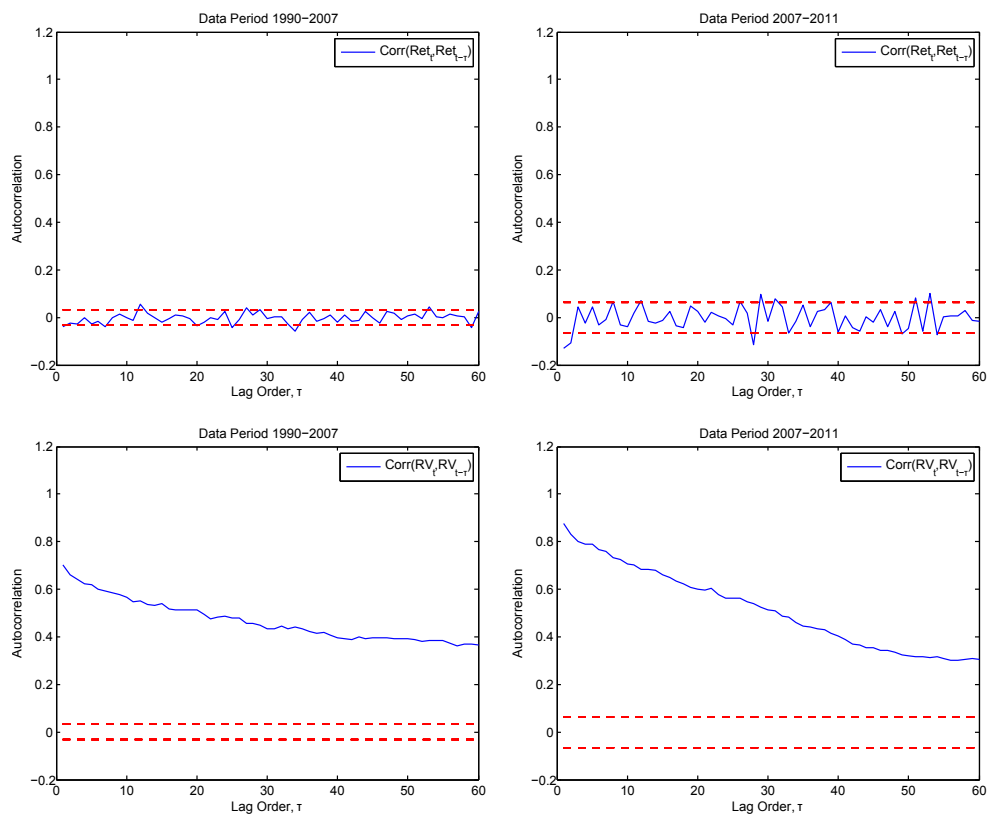 Data Period 1990−2007
1.2
1
0.8
0.6
0.4
0.2
0
−0.2
0 10 20 30 40 50 60
Autocorrelation
Lag Order, τ
Corr(Ret_t,Ret_{t−τ})
Data Period 2007−2011
1.2
1
0.8
0.6
0.4
0.2
0
−0.2
0 10 20 30 40 50 60
Autocorrelation
Lag Order, τ
Corr(Ret_t,Ret_{t−τ})
Data Period 1990−2007
1.2
1
0.8
0.6
0.4
0.2
0
−0.2
0 10 20 30 40 50 60
Autocorrelation
Lag Order, τ
Corr(RV_t,RV_{t−τ})
Data Period 2007−2011
1.2
1
0.8
0.6
0.4
0.2
0
−0.2
0 10 20 30 40 50 60
Autocorrelation
Lag Order, τ
Corr(RV_t,RV_{t−τ})